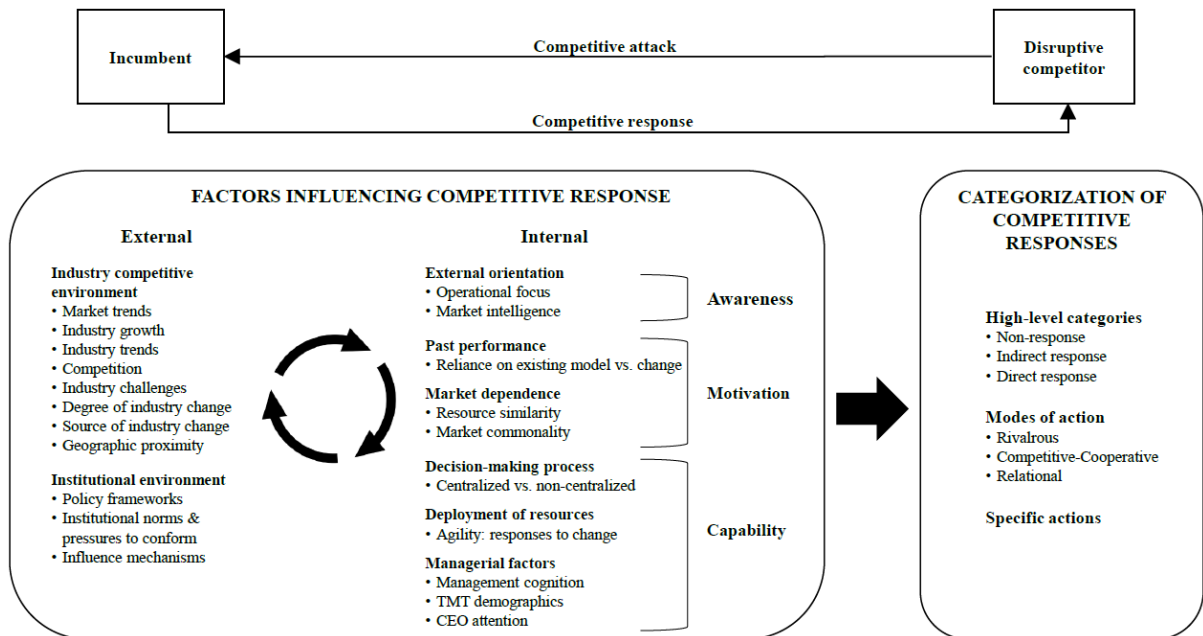 Incumbent
Competitive attack
Disruptive
competitor
Competitive response
FACTORS INFLUENCING COMPETITIVE RESPONSE
External
Industry competitive
environment
• Market trends
• Industry growth
• Industry trends
• Competition
• Industry challenges
• Degree of industry change
• Source of industry change
• Geographic proximity
Institutional environment
• Policy frameworks
• Institutional norms &
pressures to conform
• Influence mechanisms
Internal
External orientation
• Operational focus
• Market intelligence
Awareness
Past performance
• Reliance on existing model vs. change
Market dependence
• Resource similarity
• Market commonality
Motivation
Decision-making process
• Centralized vs. non-centralized
Deployment of resources
• Agility: responses to change
Managerial factors
• Management cognition
• TMT demographics
• CEO attention
Capability
CATEGORIZATION OF
COMPETITIVE
RESPONSES
High-level categories
• Non-response
• Indirect response
• Direct response
Modes of action
• Rivalrous
• Competitive-Cooperative
• Relational
Specific actions